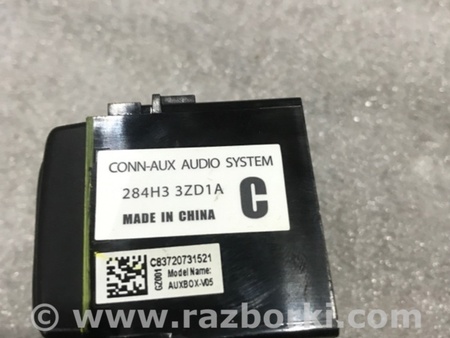 CONN-AUX AUDIO SYSTEM
284H3 3ZD1A
MADE IN CHINA
C
C83720731521
Model Name:
AUXBOX-V05
www.razborki.com